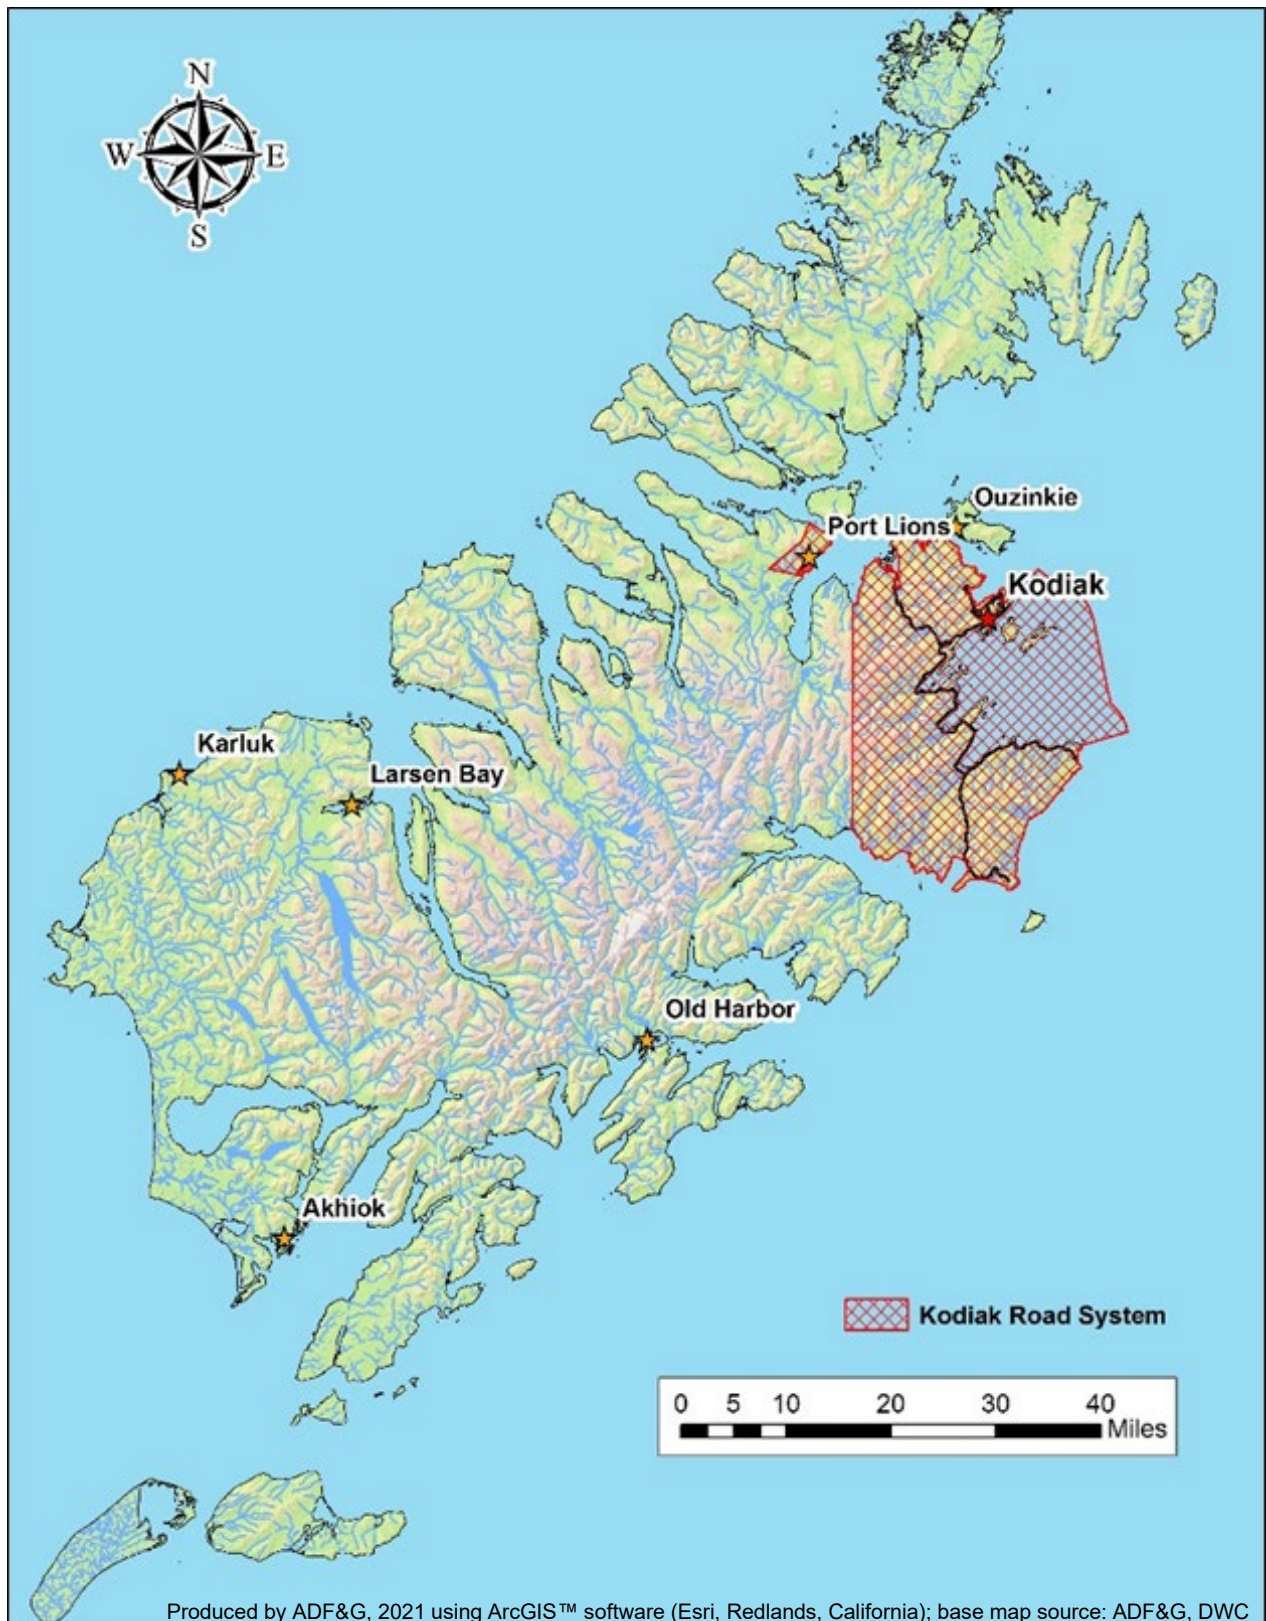 N
W E
S
Ouzinkie
Port Lions
Kodiak
Karluk
Larsen Bay
Old Harbor
Akhiok
Kodiak Road System
0 5 10 20 30 40
Miles
Produced by ADF&G, 2021 using ArcGIS™ software (Esri, Redlands, California); base map source: ADF&G, DWC